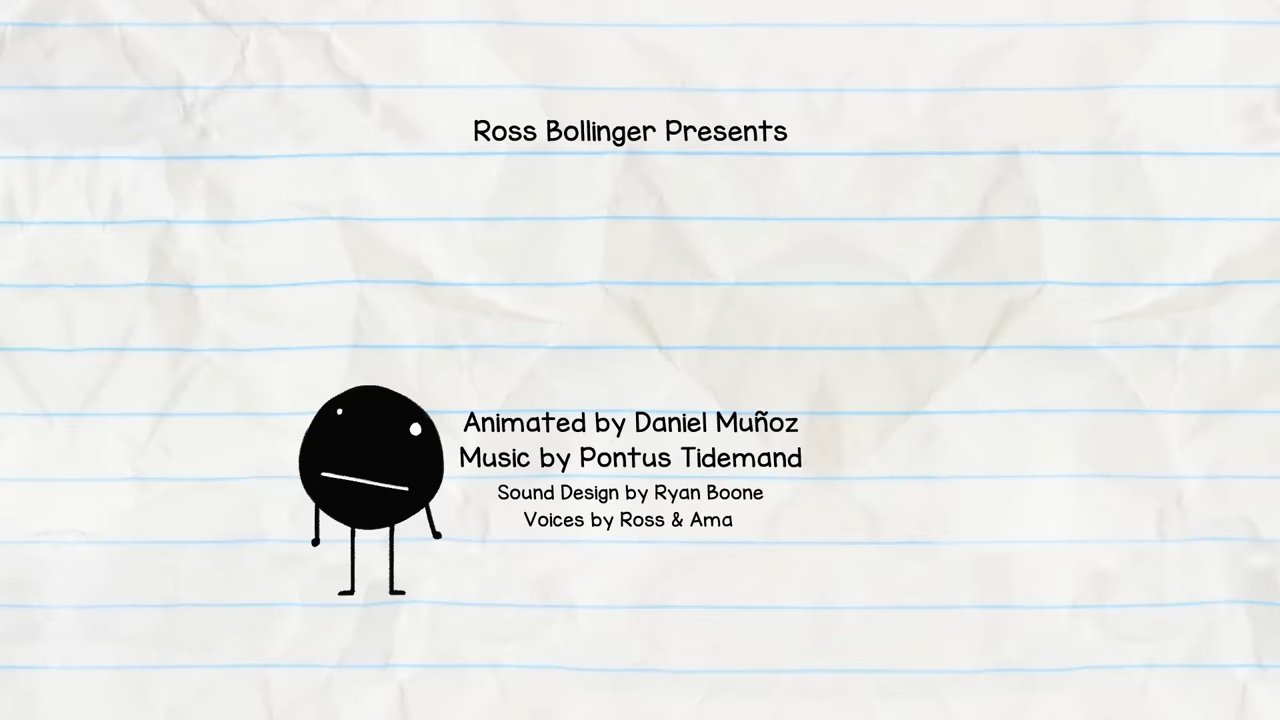 Ross Bollinger Presents
Animated by Daniel Muñoz
Music by Pontus Tidemand
Sound Design by Ryan Boone
Voices by Ross & Ama